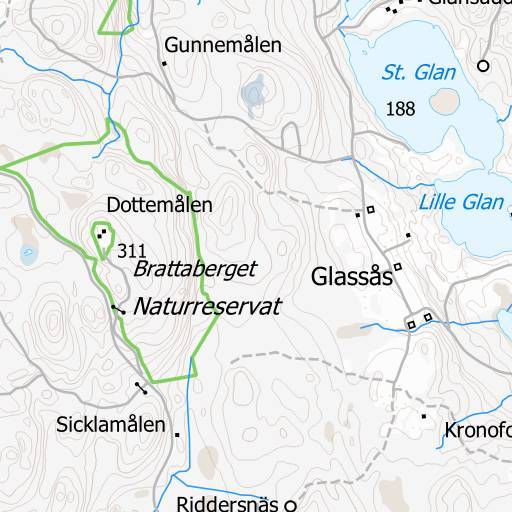 Gunnemålen
St. Glan
188
Lille Glan
Dottemålen
311
Brattaberget
Naturreservat
Glassås
Sicklamålen
Kronofo
Riddersnäs